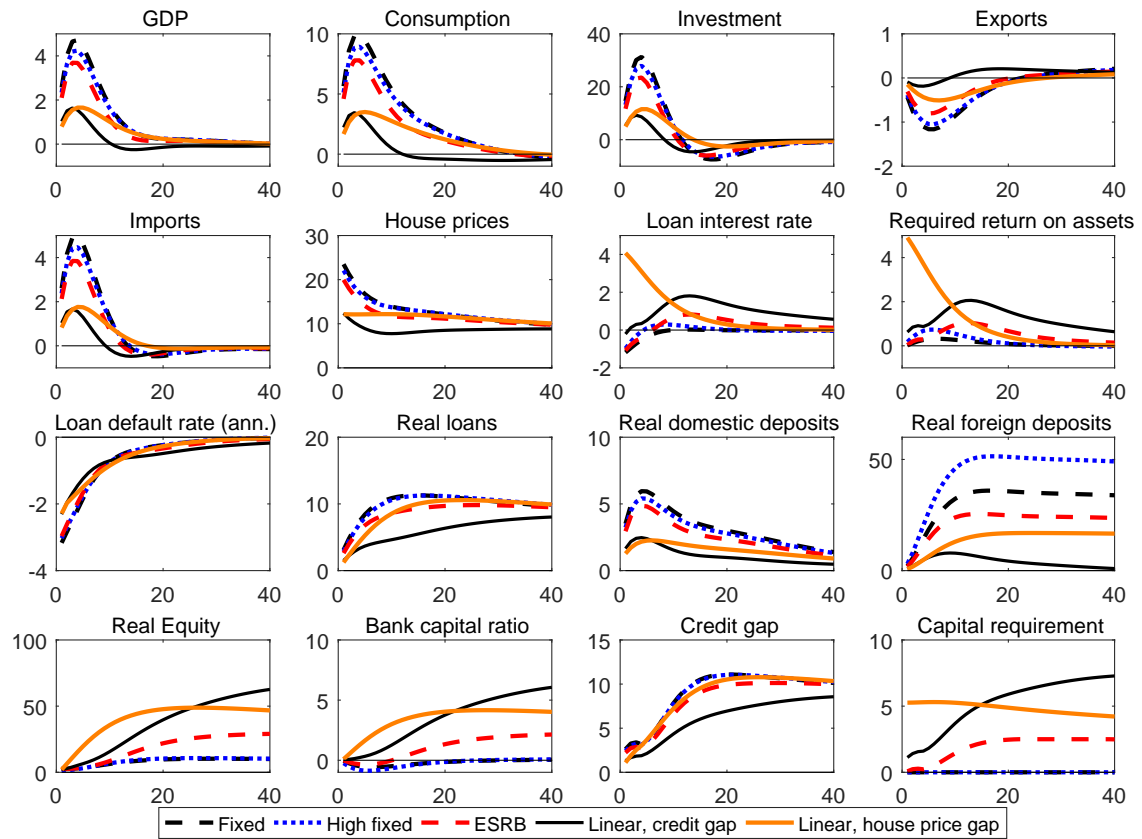 GDP Consumption Investment Exports
4 2 0
10 5 0
40 20 0
1 0 -1 -2
0 20 40 0 20 40 0 20 40 0 20 40
Imports House prices Loan interest rate Required return on assets
4 2 0
30 20 10 0
4 2 0 -2
4 2 0
0 20 40 0 20 40 0 20 40 0 20 40
Loan default rate (ann.) Real loans Real domestic deposits Real foreign deposits
0 -2 -4
20 10 0
10 5 0
50 0
0 20 40 0 20 40 0 20 40 0 20 40
Real Equity Bank capital ratio Credit gap Capital requirement
100 50 0
10 5 0
15 10 5 0
10 5 0
0 20 40 0 20 40 0 20 40 0 20 40
Fixed High fixed ESRB Linear, credit gap Linear, house price gap